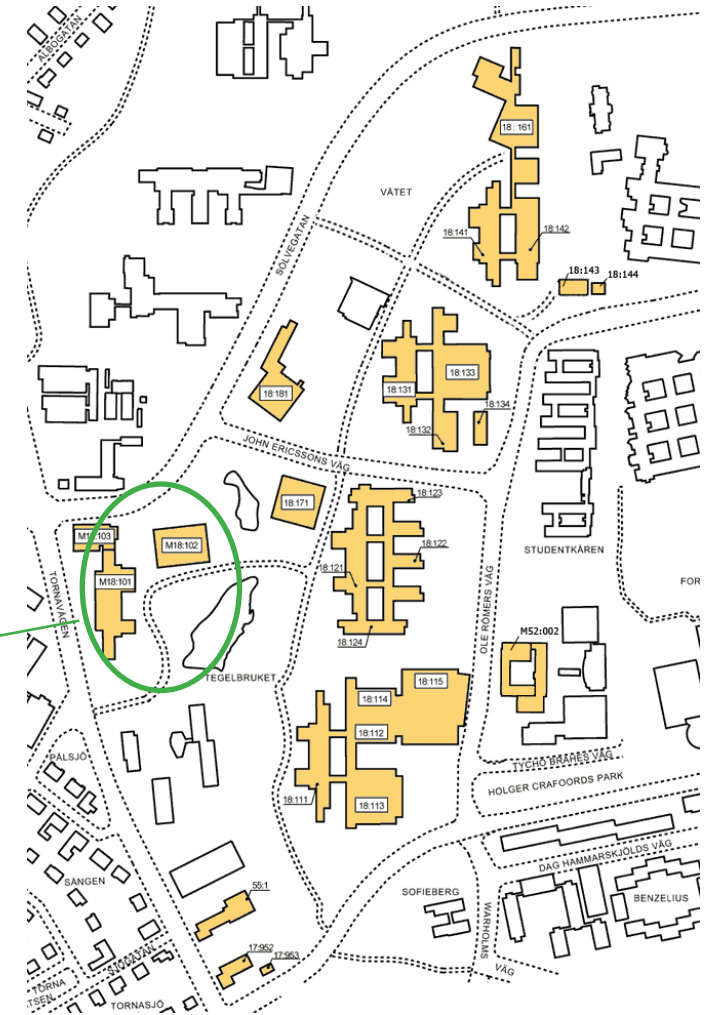 ALBOGATAN
18 : 161
VÄTET
18:141
18:142
SÖLVEGATAN
18:143
18:144
18:133
18:131
18:181
18:134
18:132
JOHN ERICSSONS VÄG
18:123
18:171
M18:102
18:122
STUDENTKÅREN
18:121
M18:101
TORNAVÄGEN
FOR
OLE RÖMERS VÄG
M52:002
18:124
TEGELBRUKET
18:115
18:114
18:112
TYCHO BRAHES VÄG
PÅLSJÖ
HOLGER CRAFOORDS PARK
18:111
18:113
DAG HAMMARSKJÖLDS VÄG
SÅNGEN
55:1
SOFIEBERG
BENZELIUS
WARHOLMS
VÄG
17:952
17:953
TORNA
TORNASJÖ